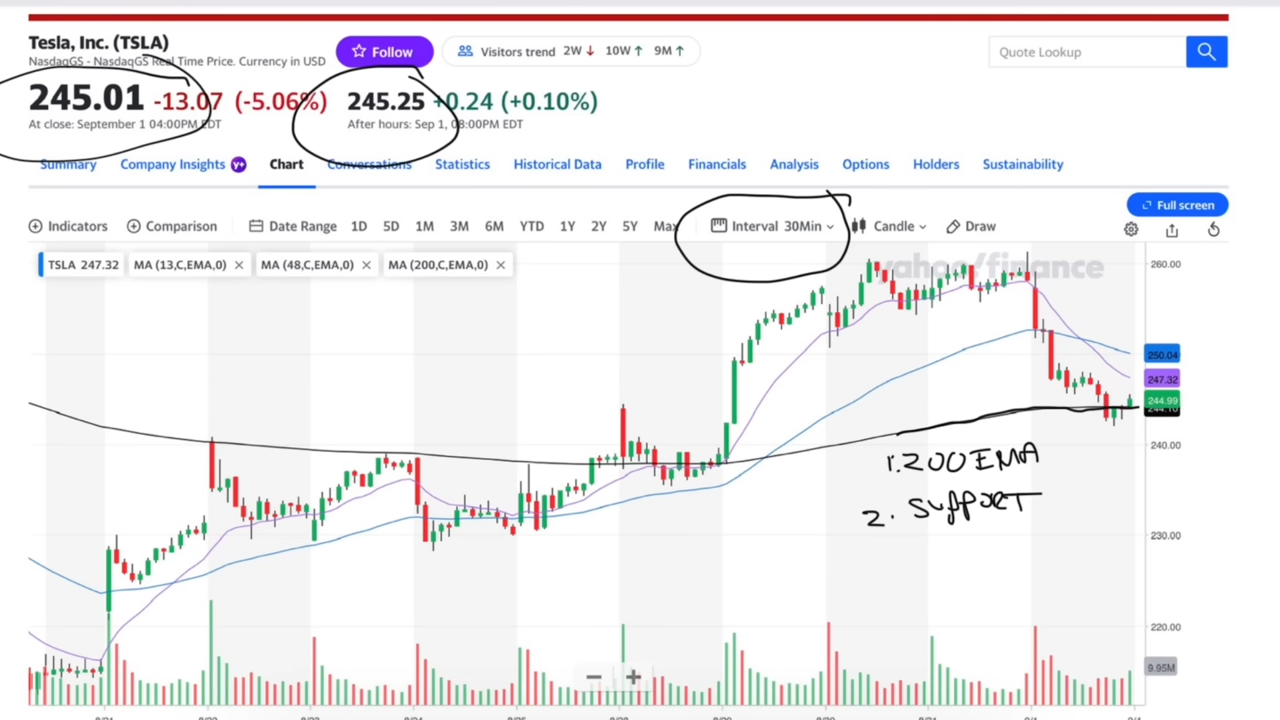 Tesla, Inc. (TSLA)
NasdaqGS - NasdaqGS Real Time Price. Currency in USD
Follow
Visitors trend 2W ↓ 10W ↑ 9M ↑
Quote Lookup
245.01 -13.07 (-5.06%) 245.25 +0.24 (+0.10%)
At close: September 1 04:00PM EDT After hours: Sep 1, 08:00PM EDT
Summary Company Insights y+ Chart Conversations Statistics Historical Data Profile Financials Analysis Options Holders Sustainability
Full screen
Indicators Comparison Date Range 1D 5D 1M 3M 6M YTD 1Y 2Y 5Y Max Interval 30Min Candle Draw
TSLA 247.32 MA (13,C,EMA,0) × MA (48,C,EMA,0) × MA (200,C,EMA,0) ×
yahoo/finance
260.00
250.04
247.32
244.99
240.00
1. 200 EMA
2. SUPPORT
230.00
220.00
9.95M